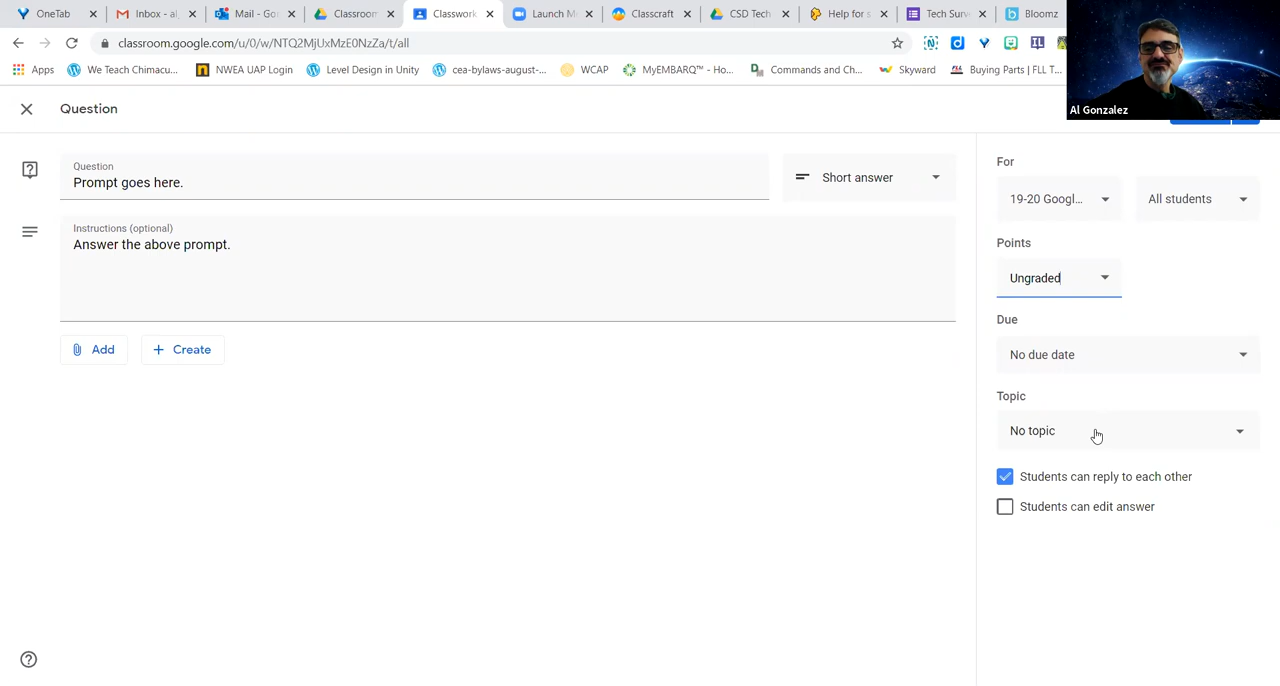 OneTab
Inbox - al
Mail - Go
Classroom
Classwork
Launch M
Classcraft
CSD Tech
Help for s
Tech Surv
Bloomz
classroom.google.com/u/0/w/NTQ2MjUxMzE0NzZa/t/all
Apps
We Teach Chimacu...
NWEA UAP Login
Level Design in Unity
cea-bylaws-august-...
WCAP
MyEMBARQ™ - Ho...
Commands and Ch...
Skyward
Buying Parts | FLL T...
Al Gonzalez
Question
Question
Prompt goes here.
Short answer
Instructions (optional)
Answer the above prompt.
Add
Create
For
19-20 Googl...
All students
Points
Ungraded
Due
No due date
Topic
No topic
Students can reply to each other
Students can edit answer